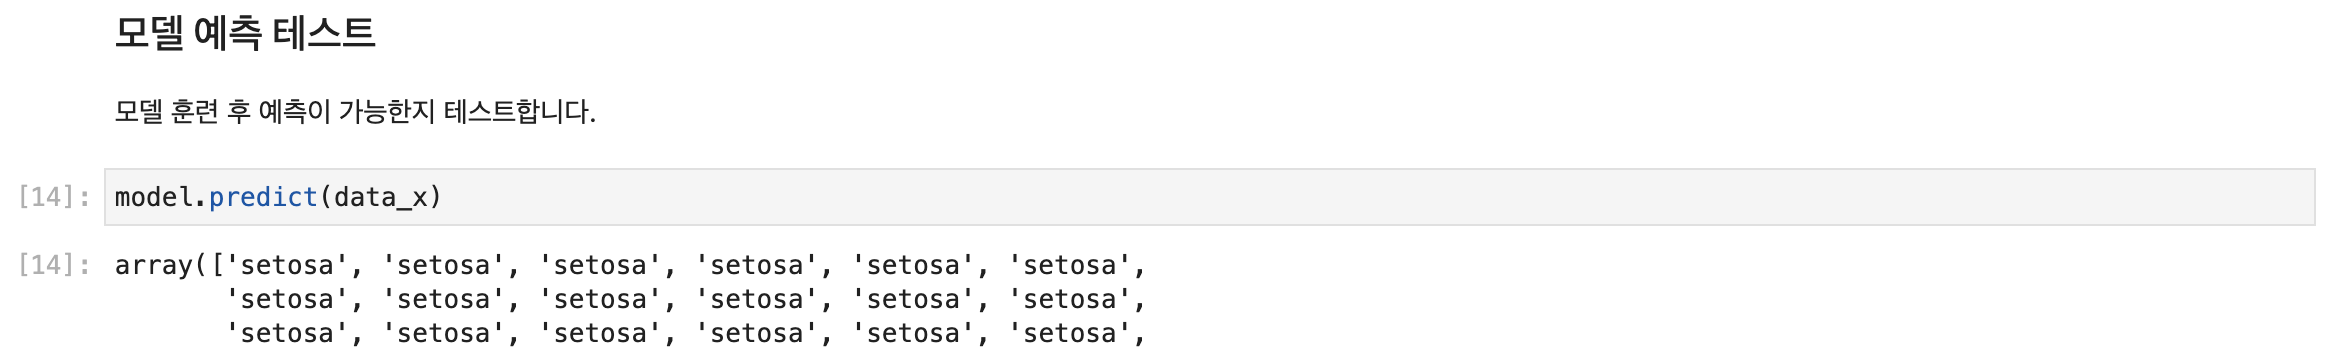 모델 예측 테스트
모델 훈련 후 예측이 가능한지 테스트합니다.
[14]: model.predict(data_x)
[14]: array(['setosa', 'setosa', 'setosa', 'setosa', 'setosa', 'setosa',
'setosa', 'setosa', 'setosa', 'setosa', 'setosa', 'setosa',
'setosa', 'setosa', 'setosa', 'setosa', 'setosa', 'setosa',